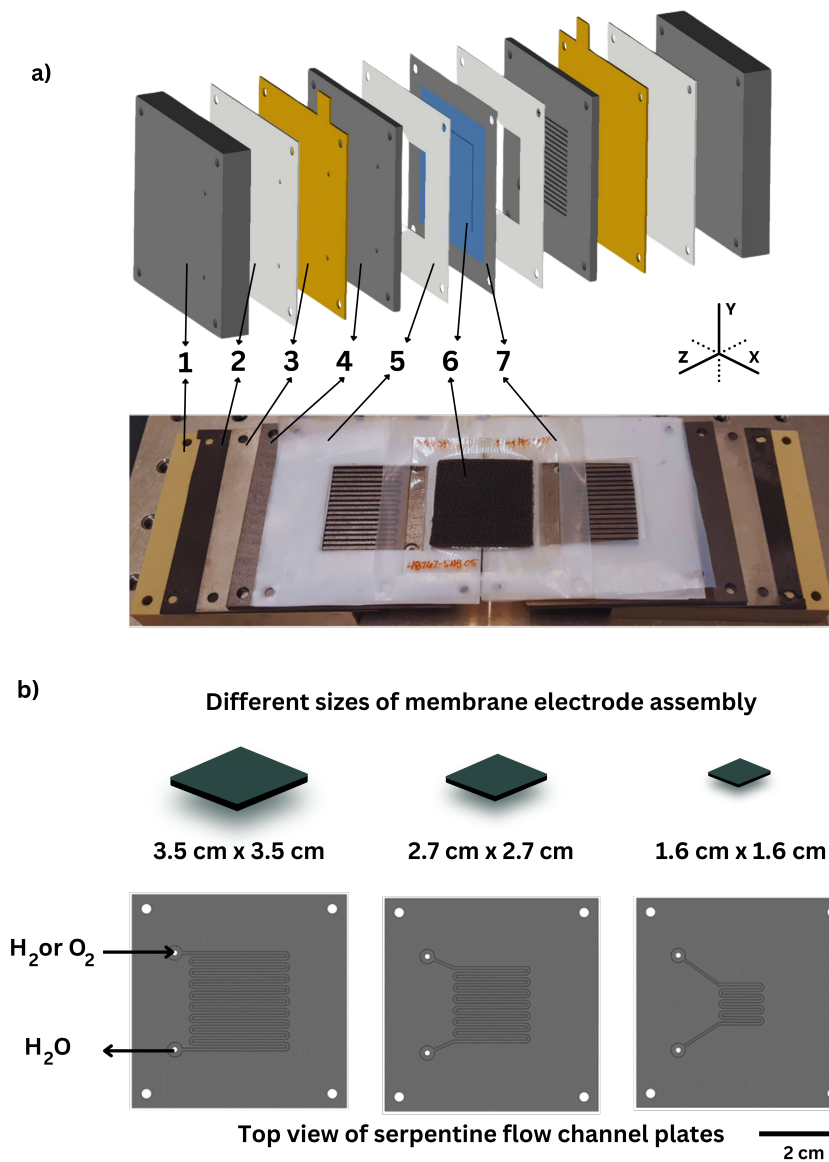 a)
Y
Z
X
1 2 3 4 5 6 7
b)
Different sizes of membrane electrode assembly
3.5 cm x 3.5 cm 2.7 cm x 2.7 cm 1.6 cm x 1.6 cm
H2or O2
H2O
Top view of serpentine flow channel plates
2 cm